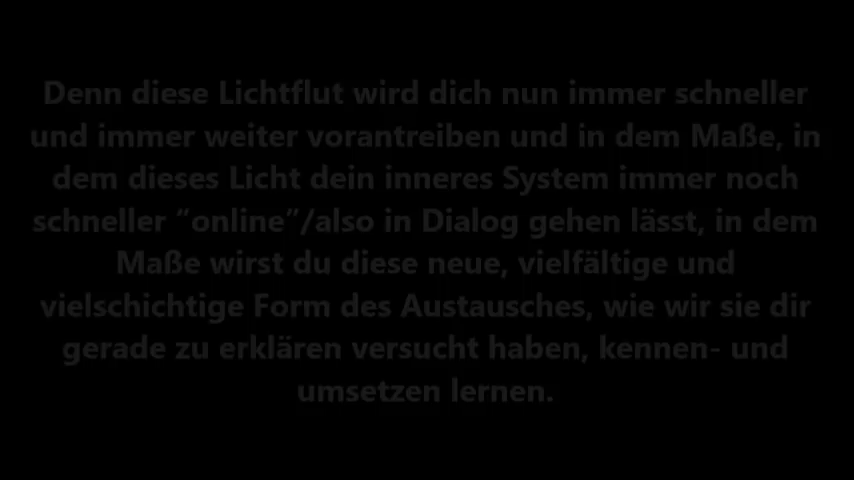 Denn diese Lichtflut wird dich nun immer schneller
und immer weiter vorantreiben und in dem Maße, in
dem dieses Licht dein inneres System immer noch
schneller “online”/also in Dialog gehen lässt, in dem
Maße wirst du diese neue, vielfältige und
vielschichtige Form des Austausches, wie wir sie dir
gerade zu erklären versucht haben, kennen- und
umsetzen lernen.